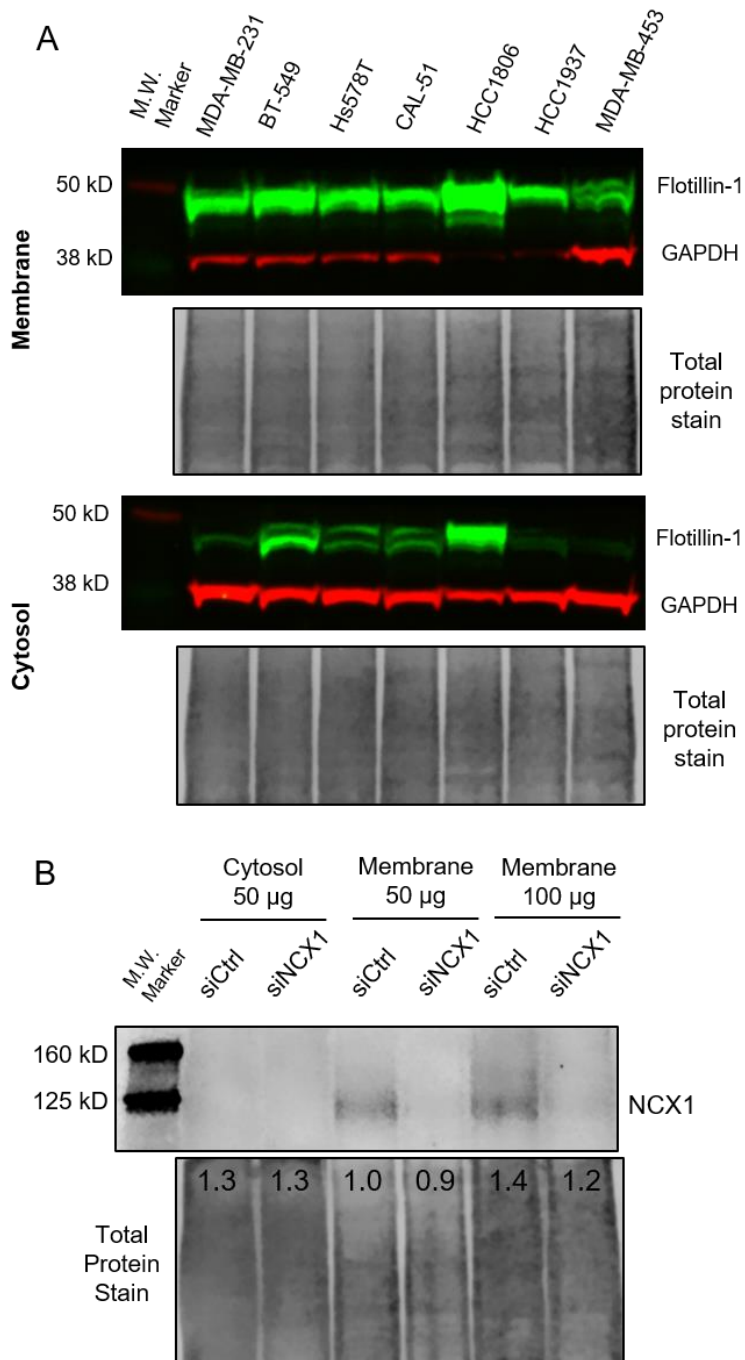 A
M.W.
Marker
MDA-MB-231
BT-549
Hs578T
CAL-51
HCC1806
HCC1937
MDA-MB-453
Membrane
50 kD
38 kD
Flotillin-1
GAPDH
Total
protein
stain
Cytosol
50 kD
38 kD
Flotillin-1
GAPDH
Total
protein
stain
B
Cytosol
50 µg
Membrane
50 µg
Membrane
100 µg
M.W.
Marker
siCtrl
siNCX1
siCtrl
siNCX1
siCtrl
siNCX1
160 kD
125 kD
NCX1
1.3 1.3 1.0 0.9 1.4 1.2
Total
Protein
Stain